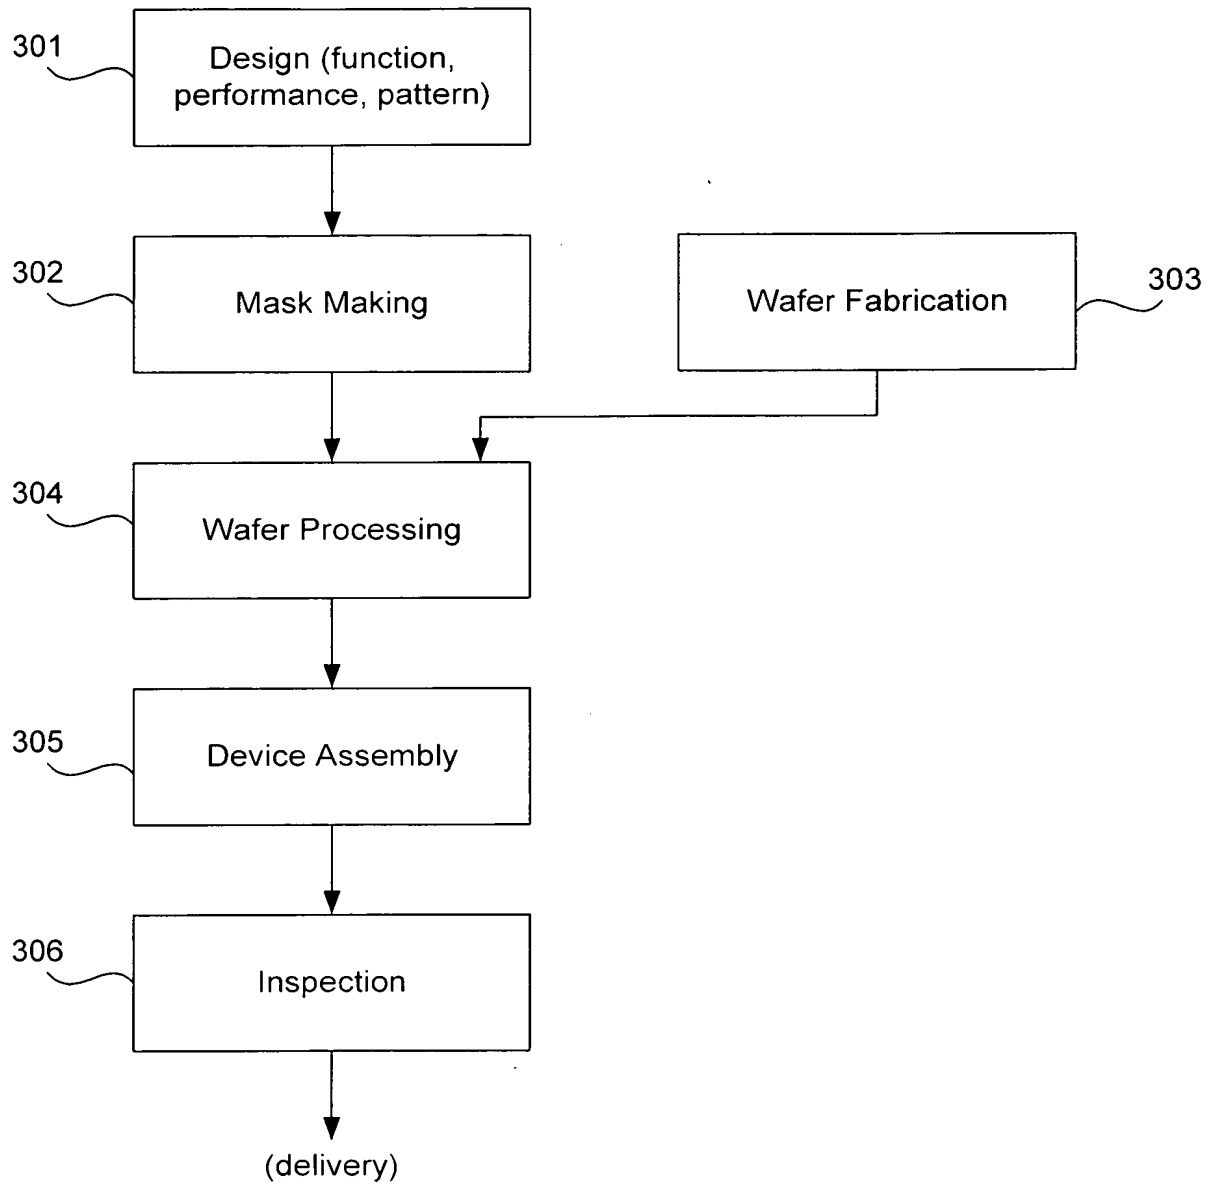 301
Design (function,
performance, pattern)
302
Mask Making
Wafer Fabrication
303
304
Wafer Processing
305
Device Assembly
306
Inspection
(delivery)